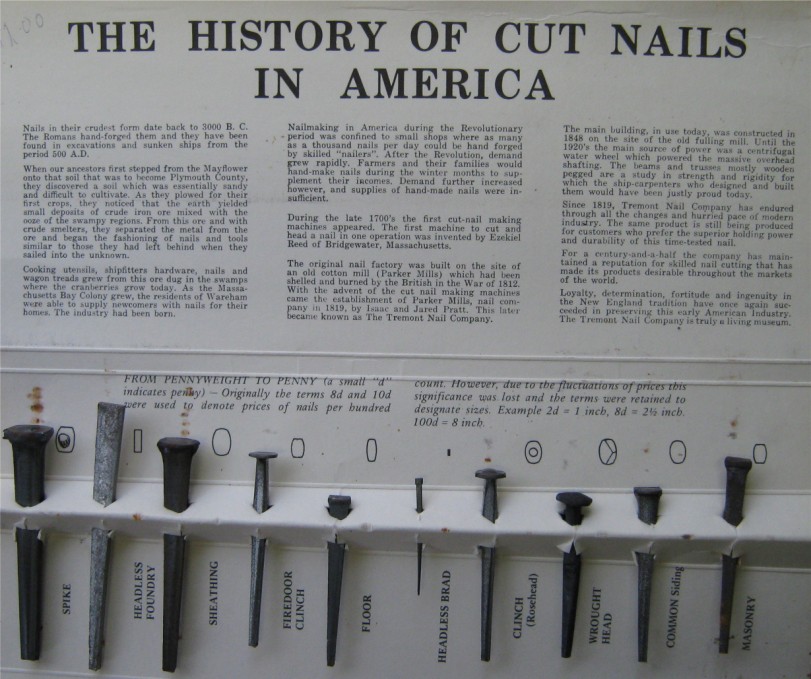 THE HISTORY OF CUT NAILS
IN AMERICA
Nails in their crudest form date back to 3000 B. C.
The Romans hand-forged them and they have been
found in excavations and sunken ships from the
period 500 A.D.
When our ancestors first stepped from the Mayflower
onto that soil that was to become Plymouth County,
they discovered a soil which was essentially sandy
and difficult to cultivate. As they plowed for their
first crops, they noticed that the earth yielded
small deposits of crude iron ore mixed with the
ooze of the swampy regions. From this ore and with
crude smelters, they separated the metal from the
ore and began the fashioning of nails and tools
similar to those they had left behind when they
sailed into the unknown.
Cooking utensils, shipfitters hardware, nails and
wagon treads grew from this ore dug in the swamps
where the cranberries grow today. As the Massa-
chusetts Bay Colony grew, the residents of Wareham
were able to supply newcomers with nails for their
homes. The industry had been born.
Nailmaking in America during the Revolutionary
period was confined to small shops where as many
as a thousand nails per day could be hand forged
by skilled "nailers". After the Revolution, demand
grew rapidly. Farmers and their families would
hand-make nails during the winter months to sup-
plement their incomes. Demand further increased
however, and supplies of hand-made nails were in-
sufficient.
During the late 1700's the first cut-nail making
machines appeared. The first machine to cut and
head a nail in one operation was invented by Ezekiel
Reed of Bridgewater, Massachusetts.
The original nail factory was built on the site of
an old cotton mill (Parker Mills) which had been
shelled and burned by the British in the War of 1812.
With the advent of the cut nail making machines
came the establishment of Parker Mills, nail com-
pany in 1819, by Isaac and Jared Pratt. This later
became known as The Tremont Nail Company.
The main building, in use today, was constructed in
1848 on the site of the old fulling mill. Until the
1920's the main source of power was a centrifugal
water wheel which powered the massive overhead
shafting. The beams and trusses mostly wooden
pegged are a study in strength and rigidity for
which the ship-carpenters who designed and built
them would have been justly proud today.
Since 1819, Tremont Nail Company has endured
through all the changes and hurried pace of modern
industry. The same product is still being produced
for customers who prefer the superior holding power
and durability of this time-tested nail.
For a century-and-a-half the company has main-
tained a reputation for skilled nail cutting that has
made its products desirable throughout the markets
of the world.
Loyalty, determination, fortitude and ingenuity in
the New England tradition have once again suc-
ceeded in preserving this early American Industry.
The Tremont Nail Company is truly a living museum.
FROM PENNYWEIGHT TO PENNY (a small "d"
indicates penny) — Originally the terms 8d and 10d
were used to denote prices of nails per hundred
count. However, due to the fluctuations of prices this
significance was lost and the terms were retained to
designate sizes. Example 2d = 1 inch, 8d = 2½ inch.
100d = 8 inch.
SPIKE
HEADLESS
FOUNDRY
SHEATHING
FIREDOOR
CLINCH
FLOOR
HEADLESS BRAD
CLINCH
(Rosehead)
WROUGHT
HEAD
COMMON Siding
MASONRY